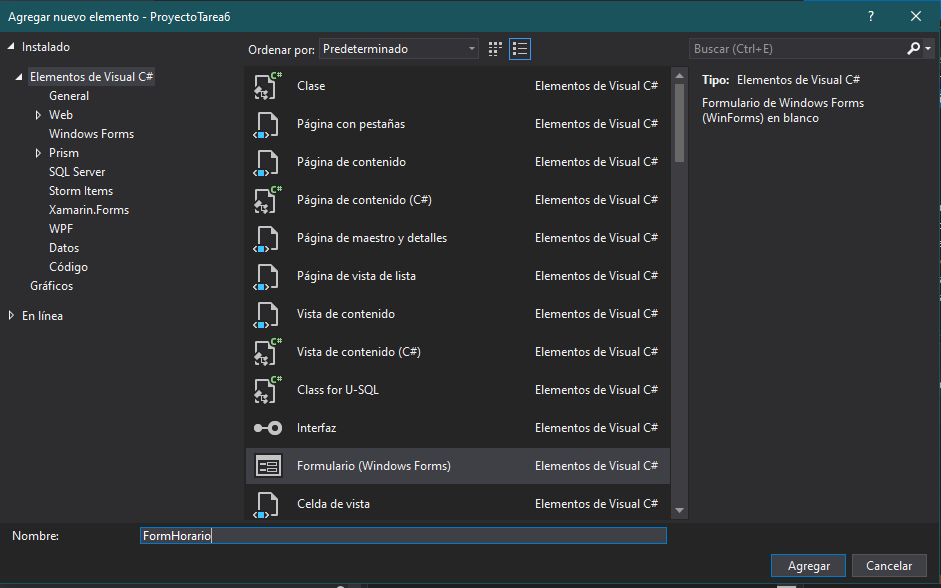 Agregar nuevo elemento - ProyectoTarea6
? 
Instalado
Ordenar por: Predeterminado
Buscar (Ctrl+E)
Elementos de Visual C#
General
Web
Windows Forms
Prism
SQL Server
Storm Items
Xamarin.Forms
WPF
Datos
Código
Gráficos
En línea
C# Clase Elementos de Visual C#
Página con pestañas Elementos de Visual C#
Página de contenido Elementos de Visual C#
C# Página de contenido (C#) Elementos de Visual C#
Página de maestro y detalles Elementos de Visual C#
Página de vista de lista Elementos de Visual C#
Vista de contenido Elementos de Visual C#
C# Vista de contenido (C#) Elementos de Visual C#
C# Class for U-SQL Elementos de Visual C#
Interfaz Elementos de Visual C#
Formulario (Windows Forms) Elementos de Visual C#
Celda de vista Elementos de Visual C#
Tipo: Elementos de Visual C#
Formulario de Windows Forms
(WinForms) en blanco
Nombre: FormHorario
Agregar Cancelar